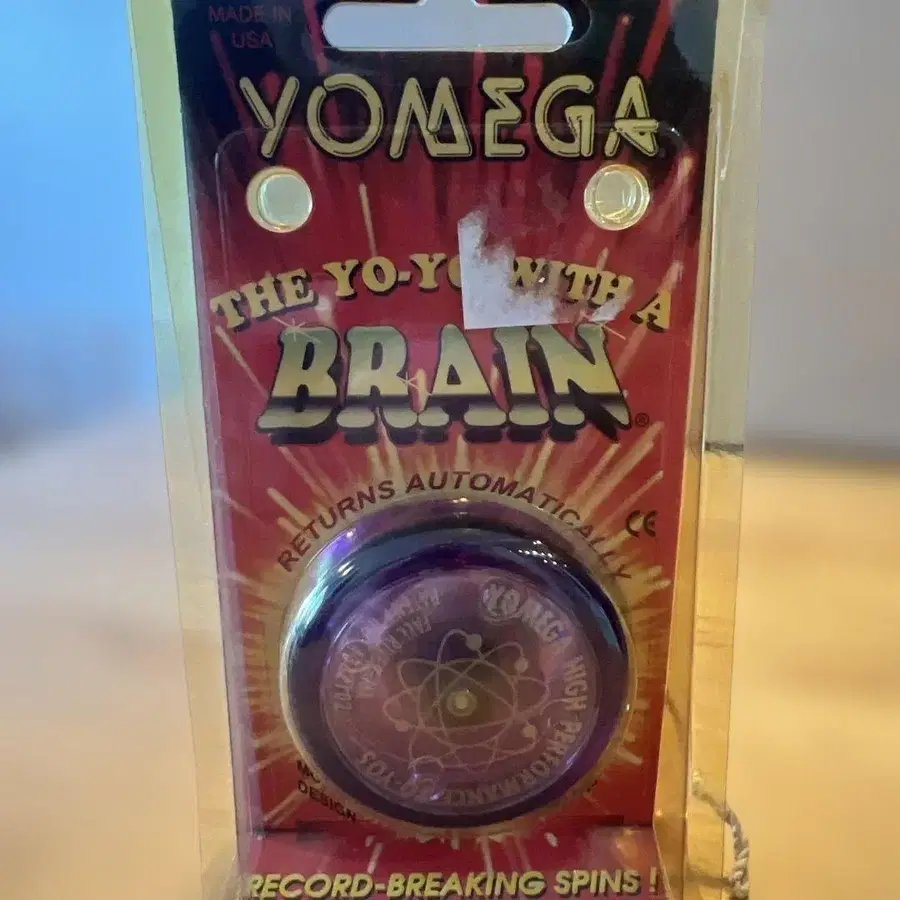 MADE IN
USA
YOMEGA
THE YO-YO WITH A
BRAIN®
RETURNS AUTOMATICALLY
CE
YOMEGA HIGH PERFORMANCE YO-YOS
DESIGN
RECORD-BREAKING SPINS !